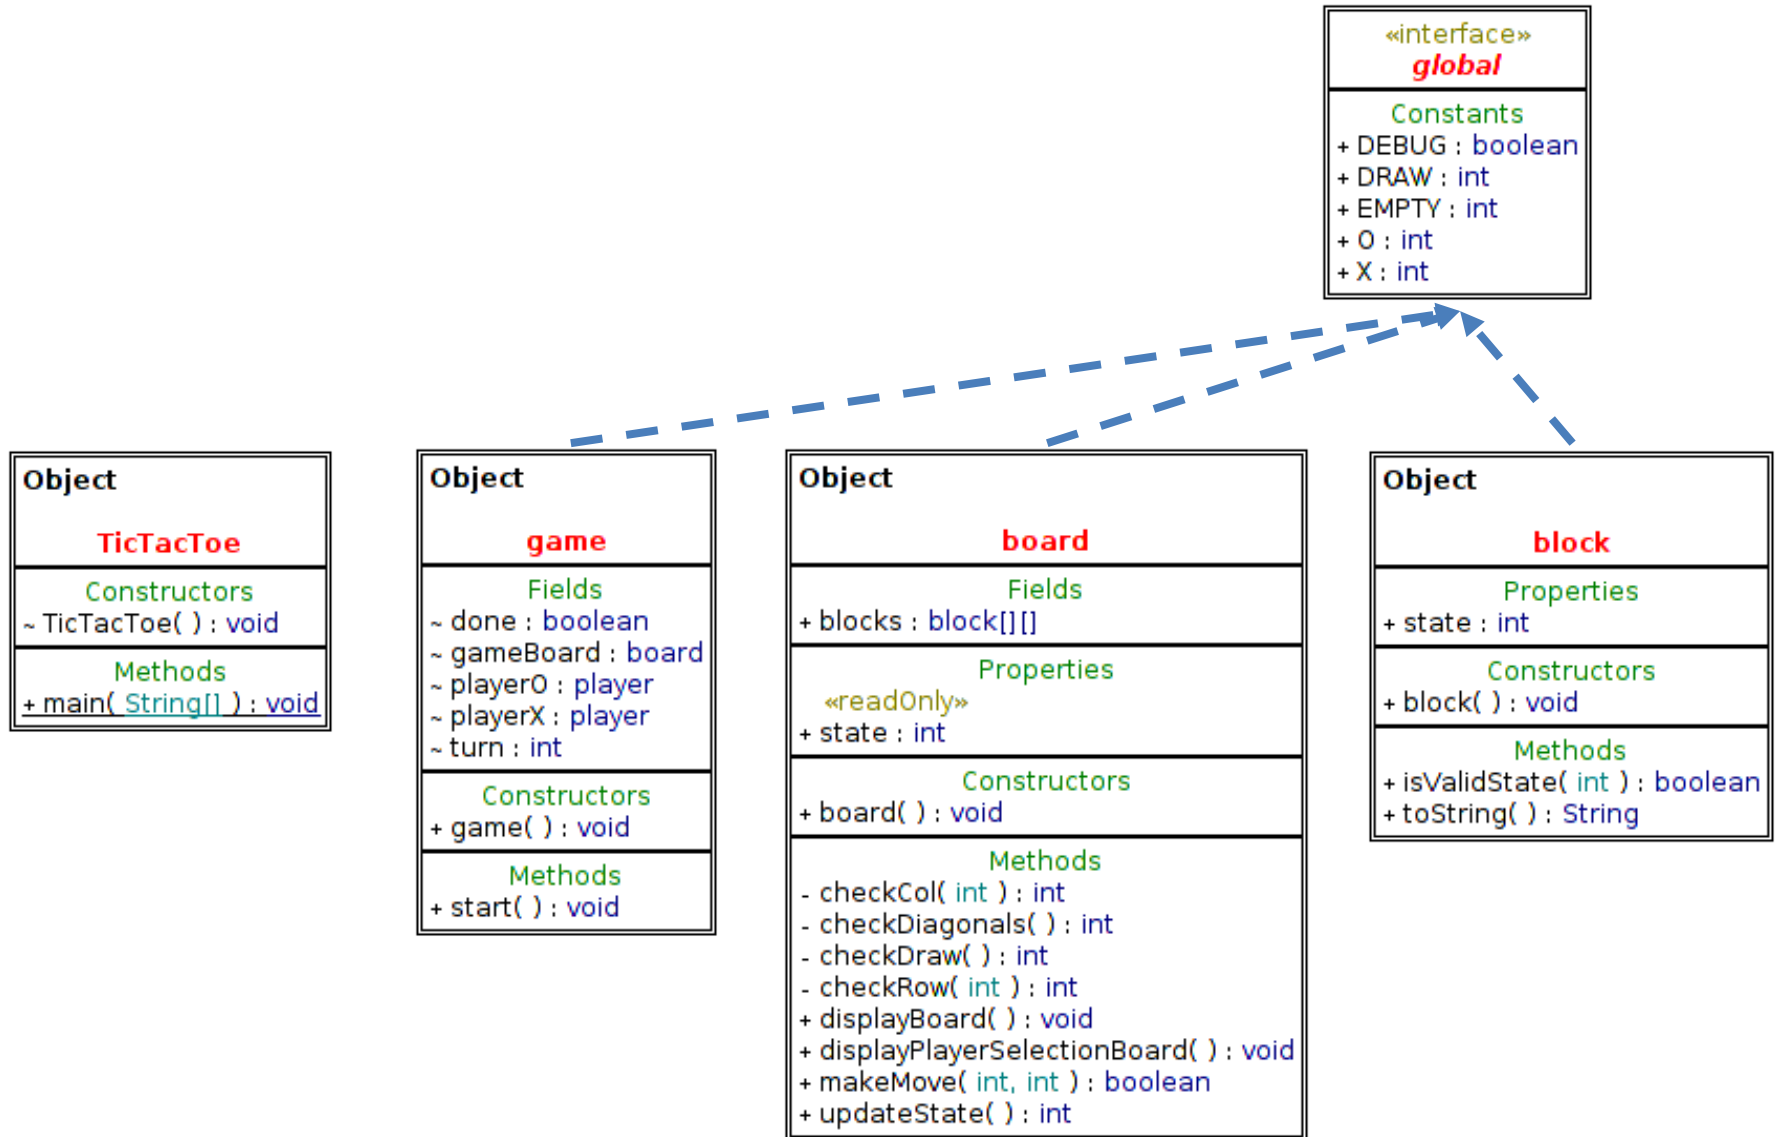 «interface»
global
Constants
+ DEBUG : boolean
+ DRAW : int
+ EMPTY : int
+ O : int
+ X : int
Object
TicTacToe
Constructors
~ TicTacToe( ) : void
Methods
+ main( String[] ) : void
Object
game
Fields
~ done : boolean
~ gameBoard : board
~ playerO : player
~ playerX : player
~ turn : int
Constructors
+ game( ) : void
Methods
+ start( ) : void
Object
board
Fields
+ blocks : block[][]
Properties
«readOnly»
+ state : int
Constructors
+ board( ) : void
Methods
- checkCol( int ) : int
- checkDiagonals( ) : int
- checkDraw( ) : int
- checkRow( int ) : int
+ displayBoard( ) : void
+ displayPlayerSelectionBoard( ) : void
+ makeMove( int, int ) : boolean
+ updateState( ) : int
Object
block
Properties
+ state : int
Constructors
+ block( ) : void
Methods
+ isValidState( int ) : boolean
+ toString( ) : String